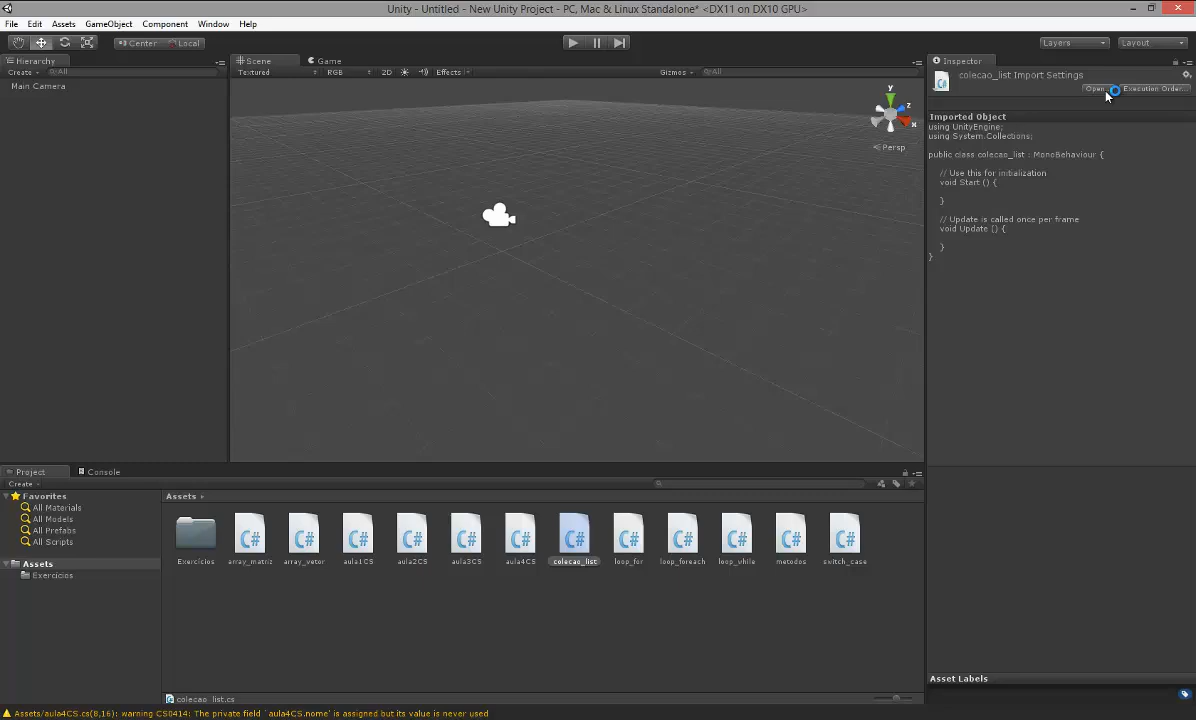 Unity - Untitled - New Unity Project - PC, Mac & Linux Standalone* <DX11 on DX10 GPU>
File Edit Assets GameObject Component Window Help
Center Local Layers Layout
Hierarchy Scene Game Inspector
Create All Textured RGB 2D Effects Gizmos All
Main Camera
colecao_list Import Settings
Open... Execution Order...
y
z
x
Persp
Imported Object
using UnityEngine;
using System.Collections;
public class colecao_list : MonoBehaviour {
// Use this for initialization
void Start () {
}
// Update is called once per frame
void Update () {
}
}
Project Console
Create
Favorites
All Materials
All Models
All Prefabs
All Scripts
Assets
Exercícios
Assets
C# C# C# C# C# C# C# C# C# C# C# C#
Exercícios array_matriz array_vetor aula1CS aula2CS aula3CS aula4CS colecao_list loop_for loop_foreach loop_while metodos switch_case
colecao_list.cs
Asset Labels
Assets/aula4CS.cs(8,16): warning CS0414: The private field `aula4CS.nome' is assigned but its value is never used